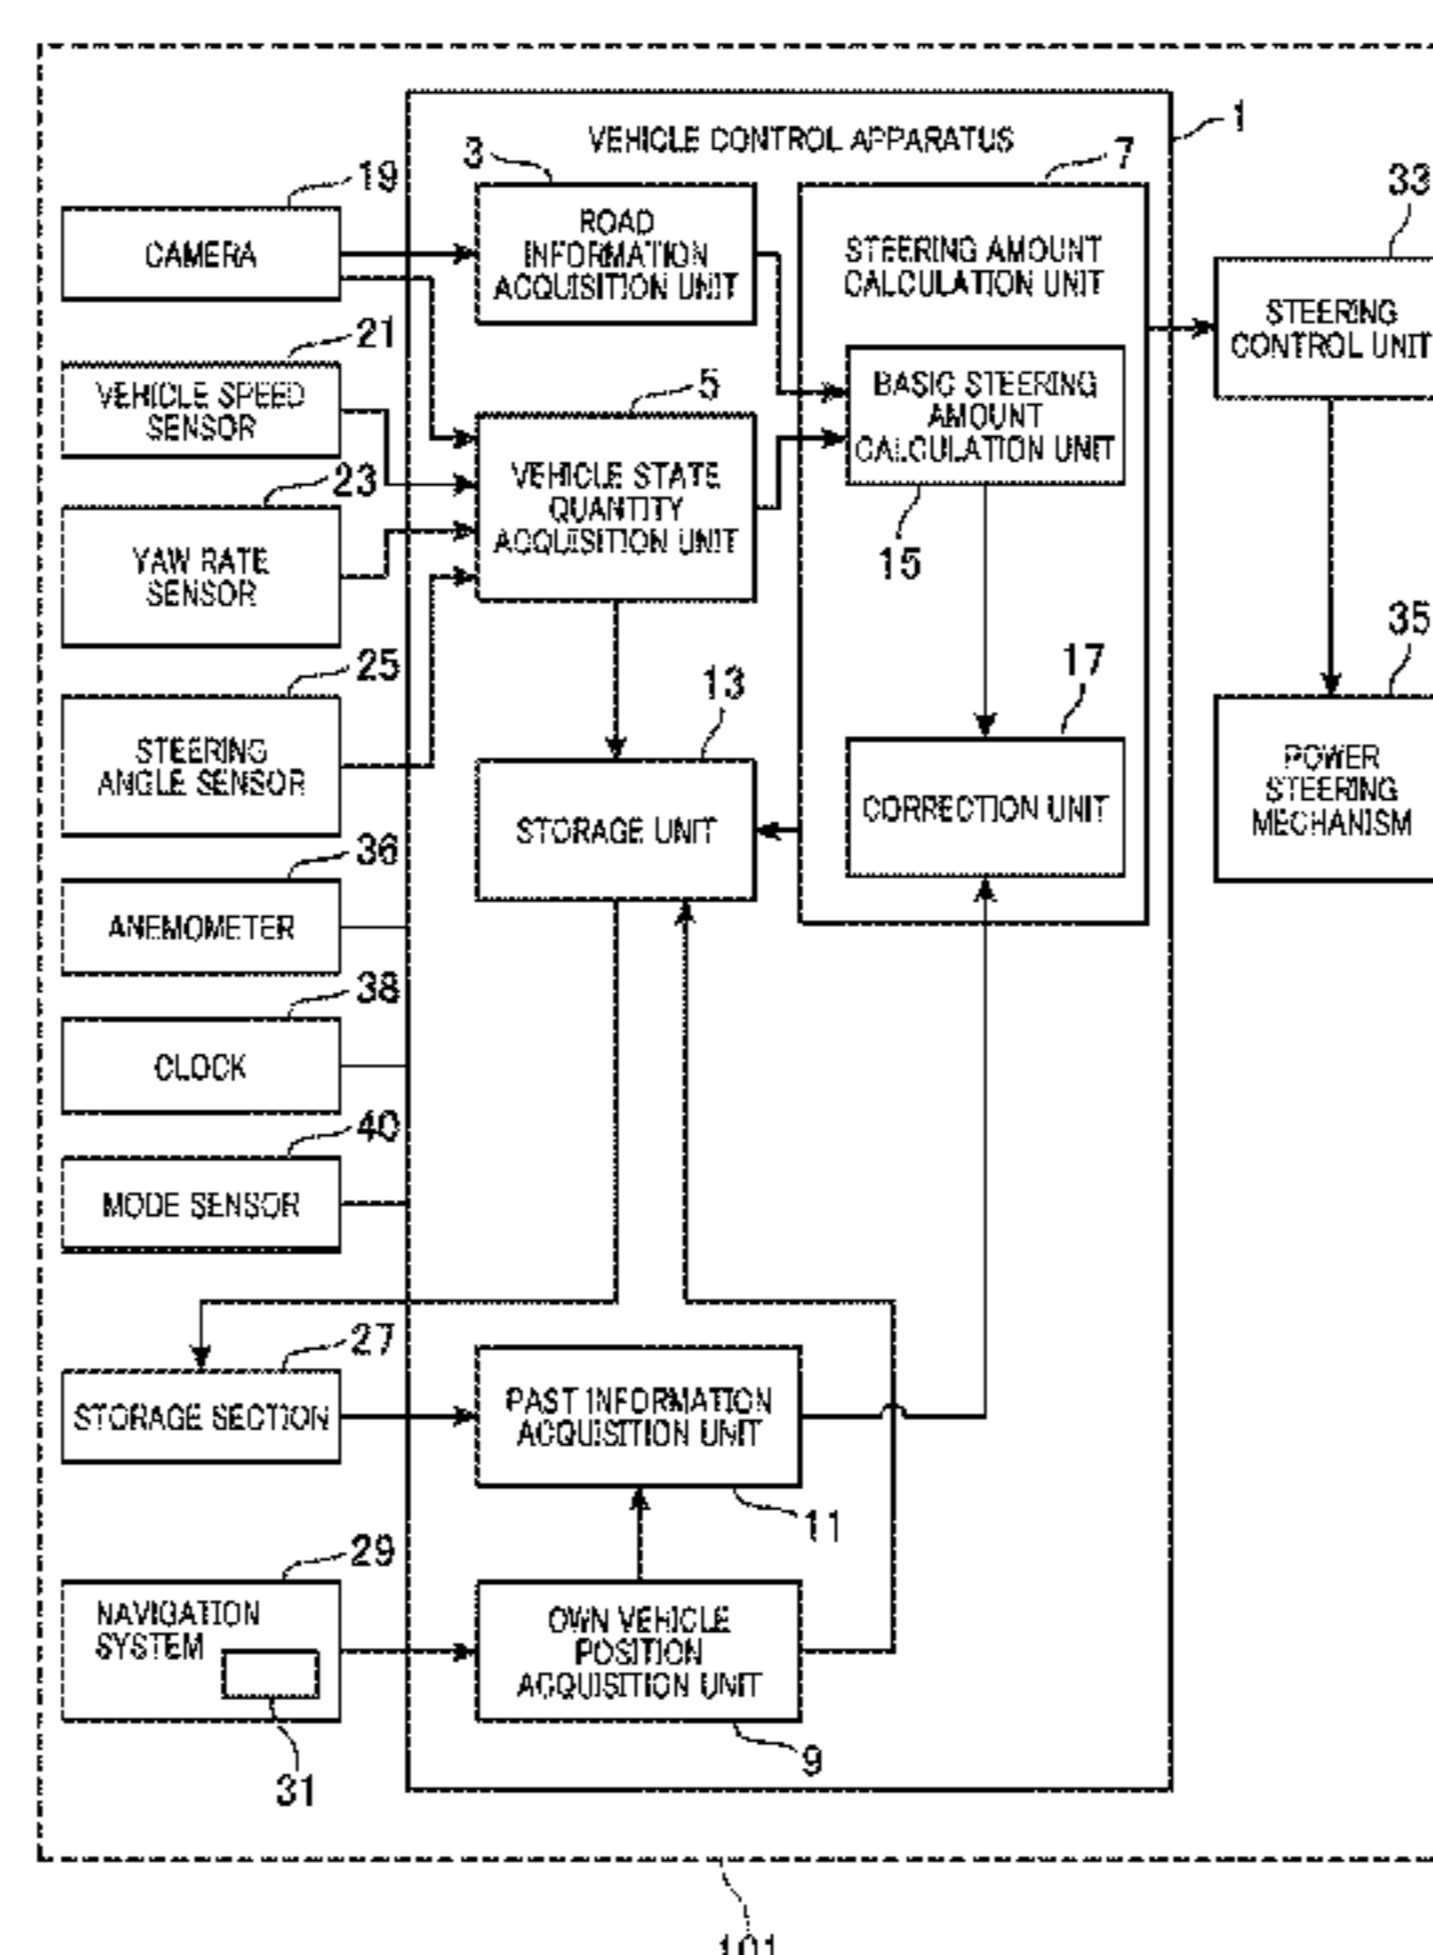 VEHICLE CONTROL APPARATUS
1
3
7
19
33
CAMERA
ROAD
INFORMATION
ACQUISITION UNIT
STEERING AMOUNT
CALCULATION UNIT
STEERING
CONTROL UNIT
21
VEHICLE SPEED
SENSOR
5
BASIC STEERING
AMOUNT
CALCULATION UNIT
15
23
YAW RATE
SENSOR
VEHICLE STATE
QUANTITY
ACQUISITION UNIT
25
STEERING
ANGLE SENSOR
13
STORAGE UNIT
17
CORRECTION UNIT
35
POWER
STEERING
MECHANISM
36
ANEMOMETER
38
CLOCK
40
MODE SENSOR
27
STORAGE SECTION
PAST INFORMATION
ACQUISITION UNIT
11
29
NAVIGATION
SYSTEM
31
OWN VEHICLE
POSITION
ACQUISITION UNIT
9
101